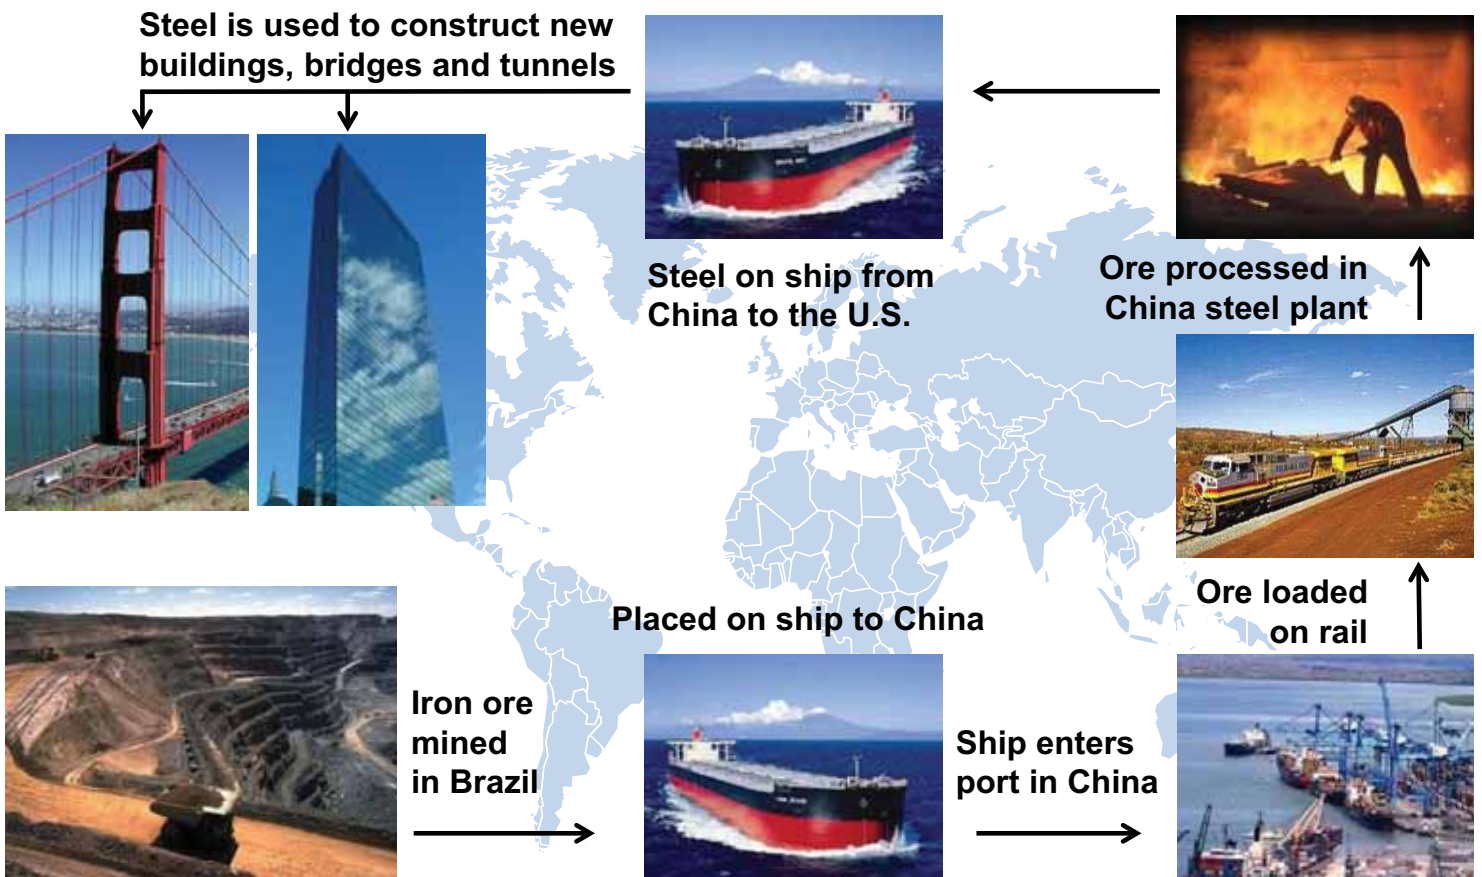 Steel is used to construct new
buildings, bridges and tunnels
Steel on ship from
China to the U.S.
Ore processed in
China steel plant
Ore loaded
on rail
Placed on ship to China
Iron ore
mined
in Brazil
Ship enters
port in China